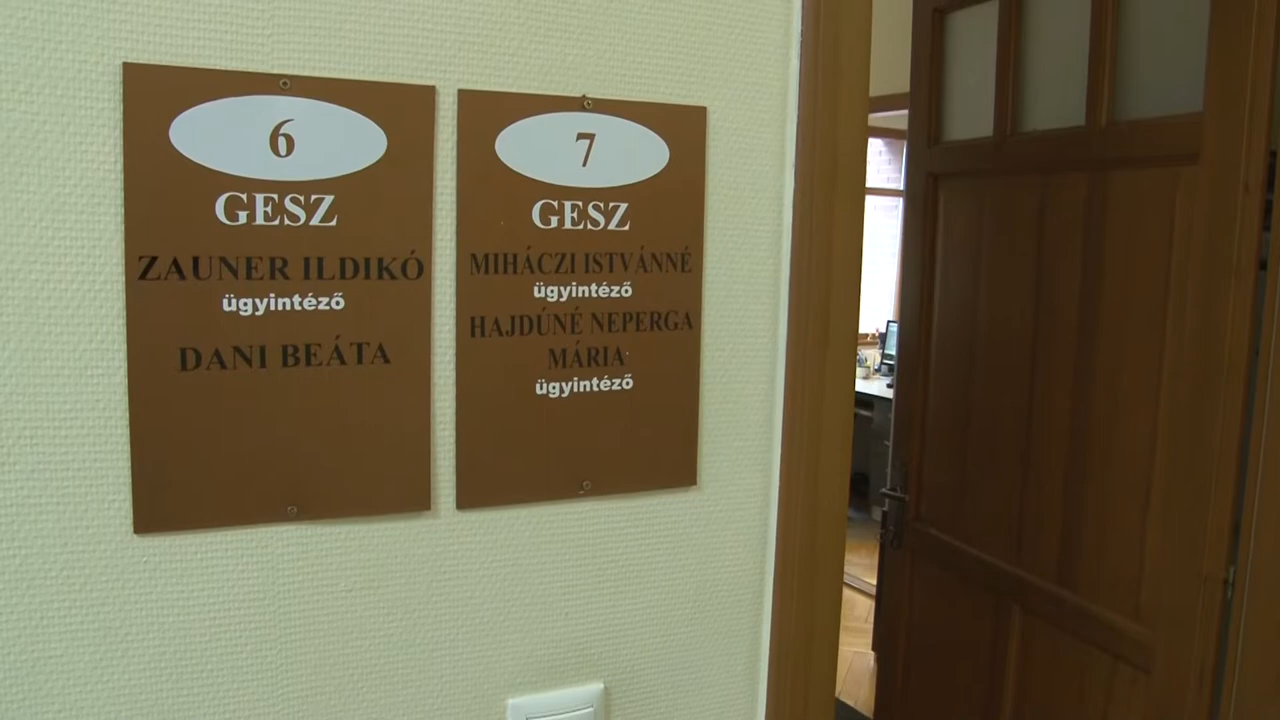 6
GESZ
ZAUNER ILDIKÓ
ügyintéző
DANI BEÁTA
7
GESZ
MIHÁCZI ISTVÁNNÉ
ügyintéző
HAJDÚNÉ NEPERGA
MÁRIA
ügyintéző